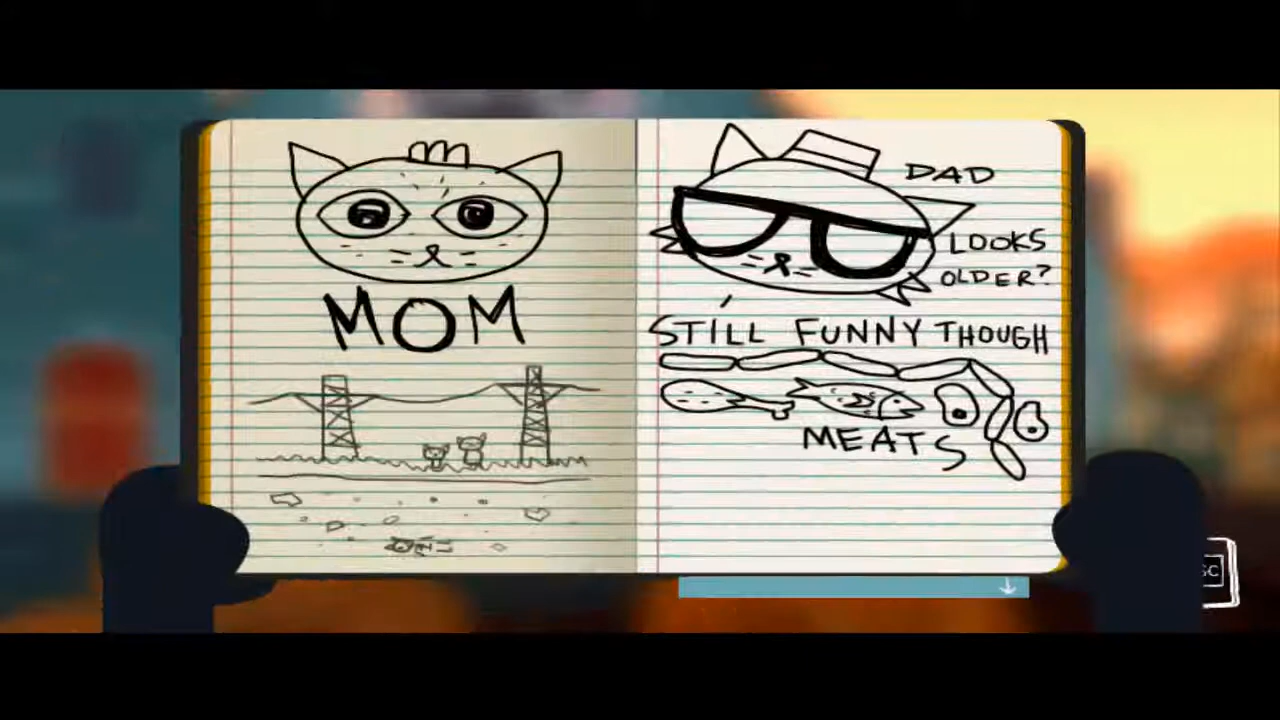 MOM
DAD
LOOKS
OLDER?
STILL FUNNY THOUGH
MEATS